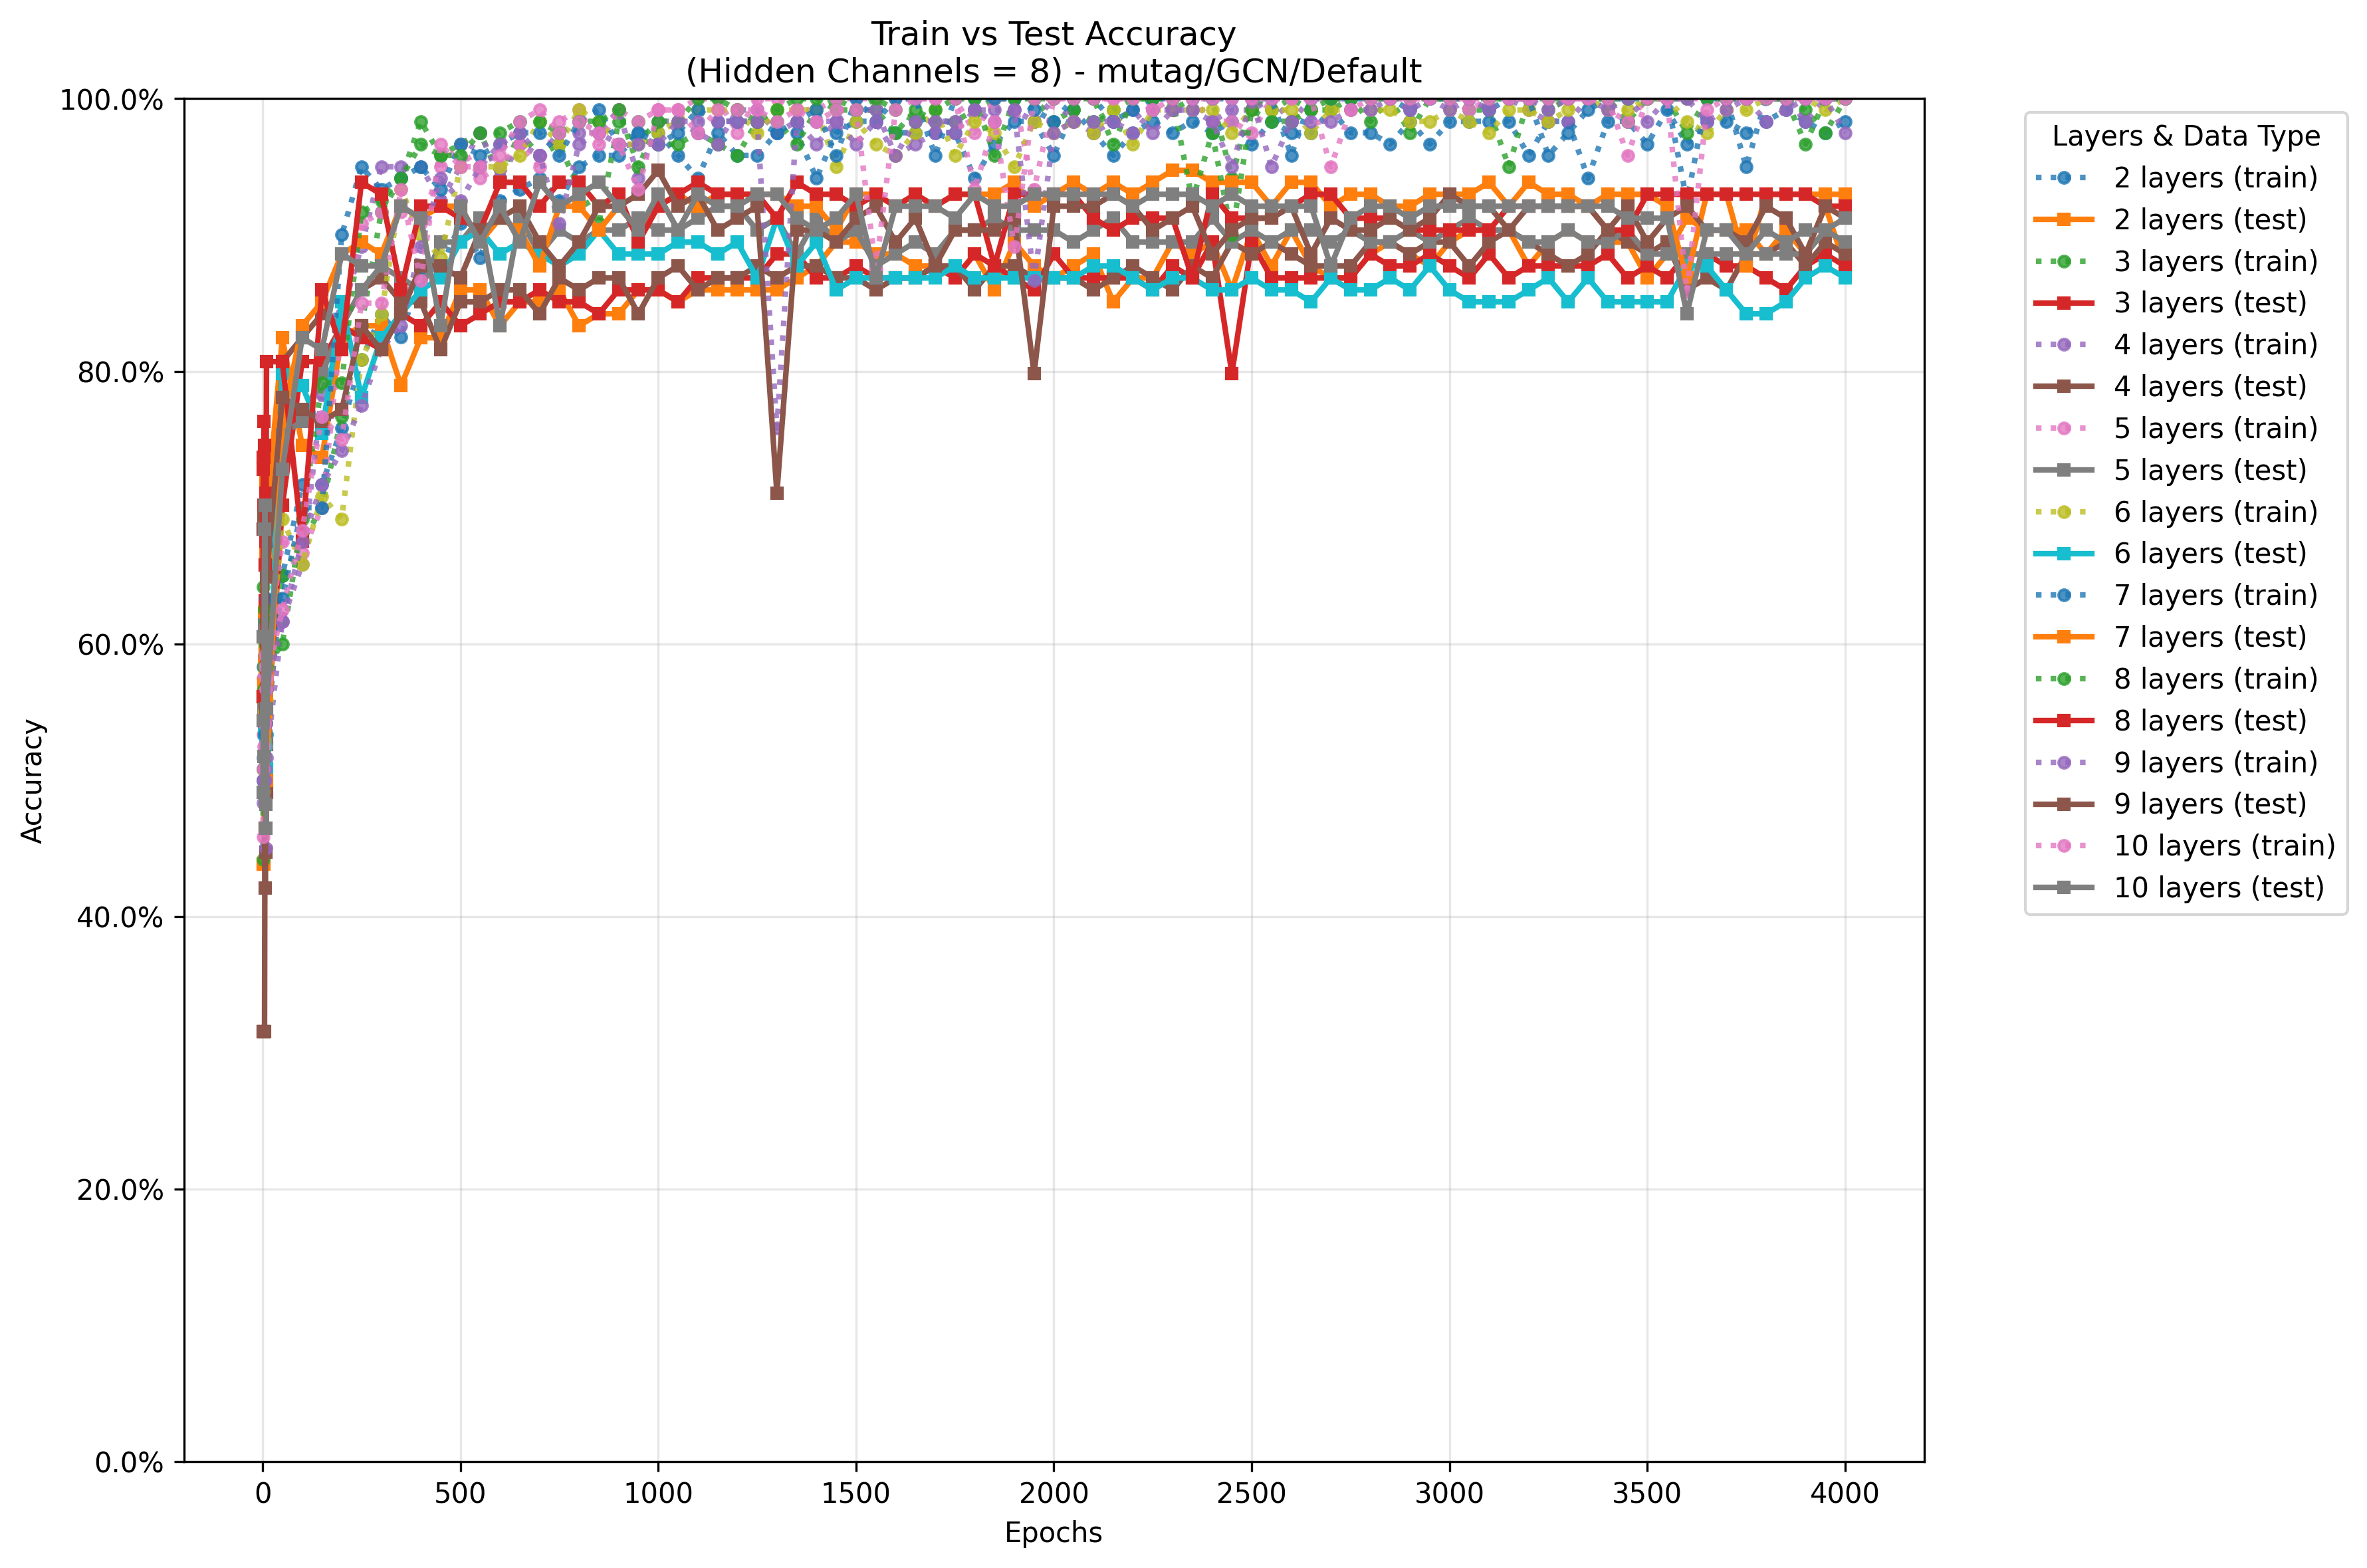 Train vs Test Accuracy
(Hidden Channels = 8) - mutag/GCN/Default
100.0%
80.0%
60.0%
40.0%
20.0%
0.0%
Accuracy
0
500
1000
1500
2000
2500
3000
3500
4000
Epochs
Layers & Data Type
2 layers (train)
2 layers (test)
3 layers (train)
3 layers (test)
4 layers (train)
4 layers (test)
5 layers (train)
5 layers (test)
6 layers (train)
6 layers (test)
7 layers (train)
7 layers (test)
8 layers (train)
8 layers (test)
9 layers (train)
9 layers (test)
10 layers (train)
10 layers (test)